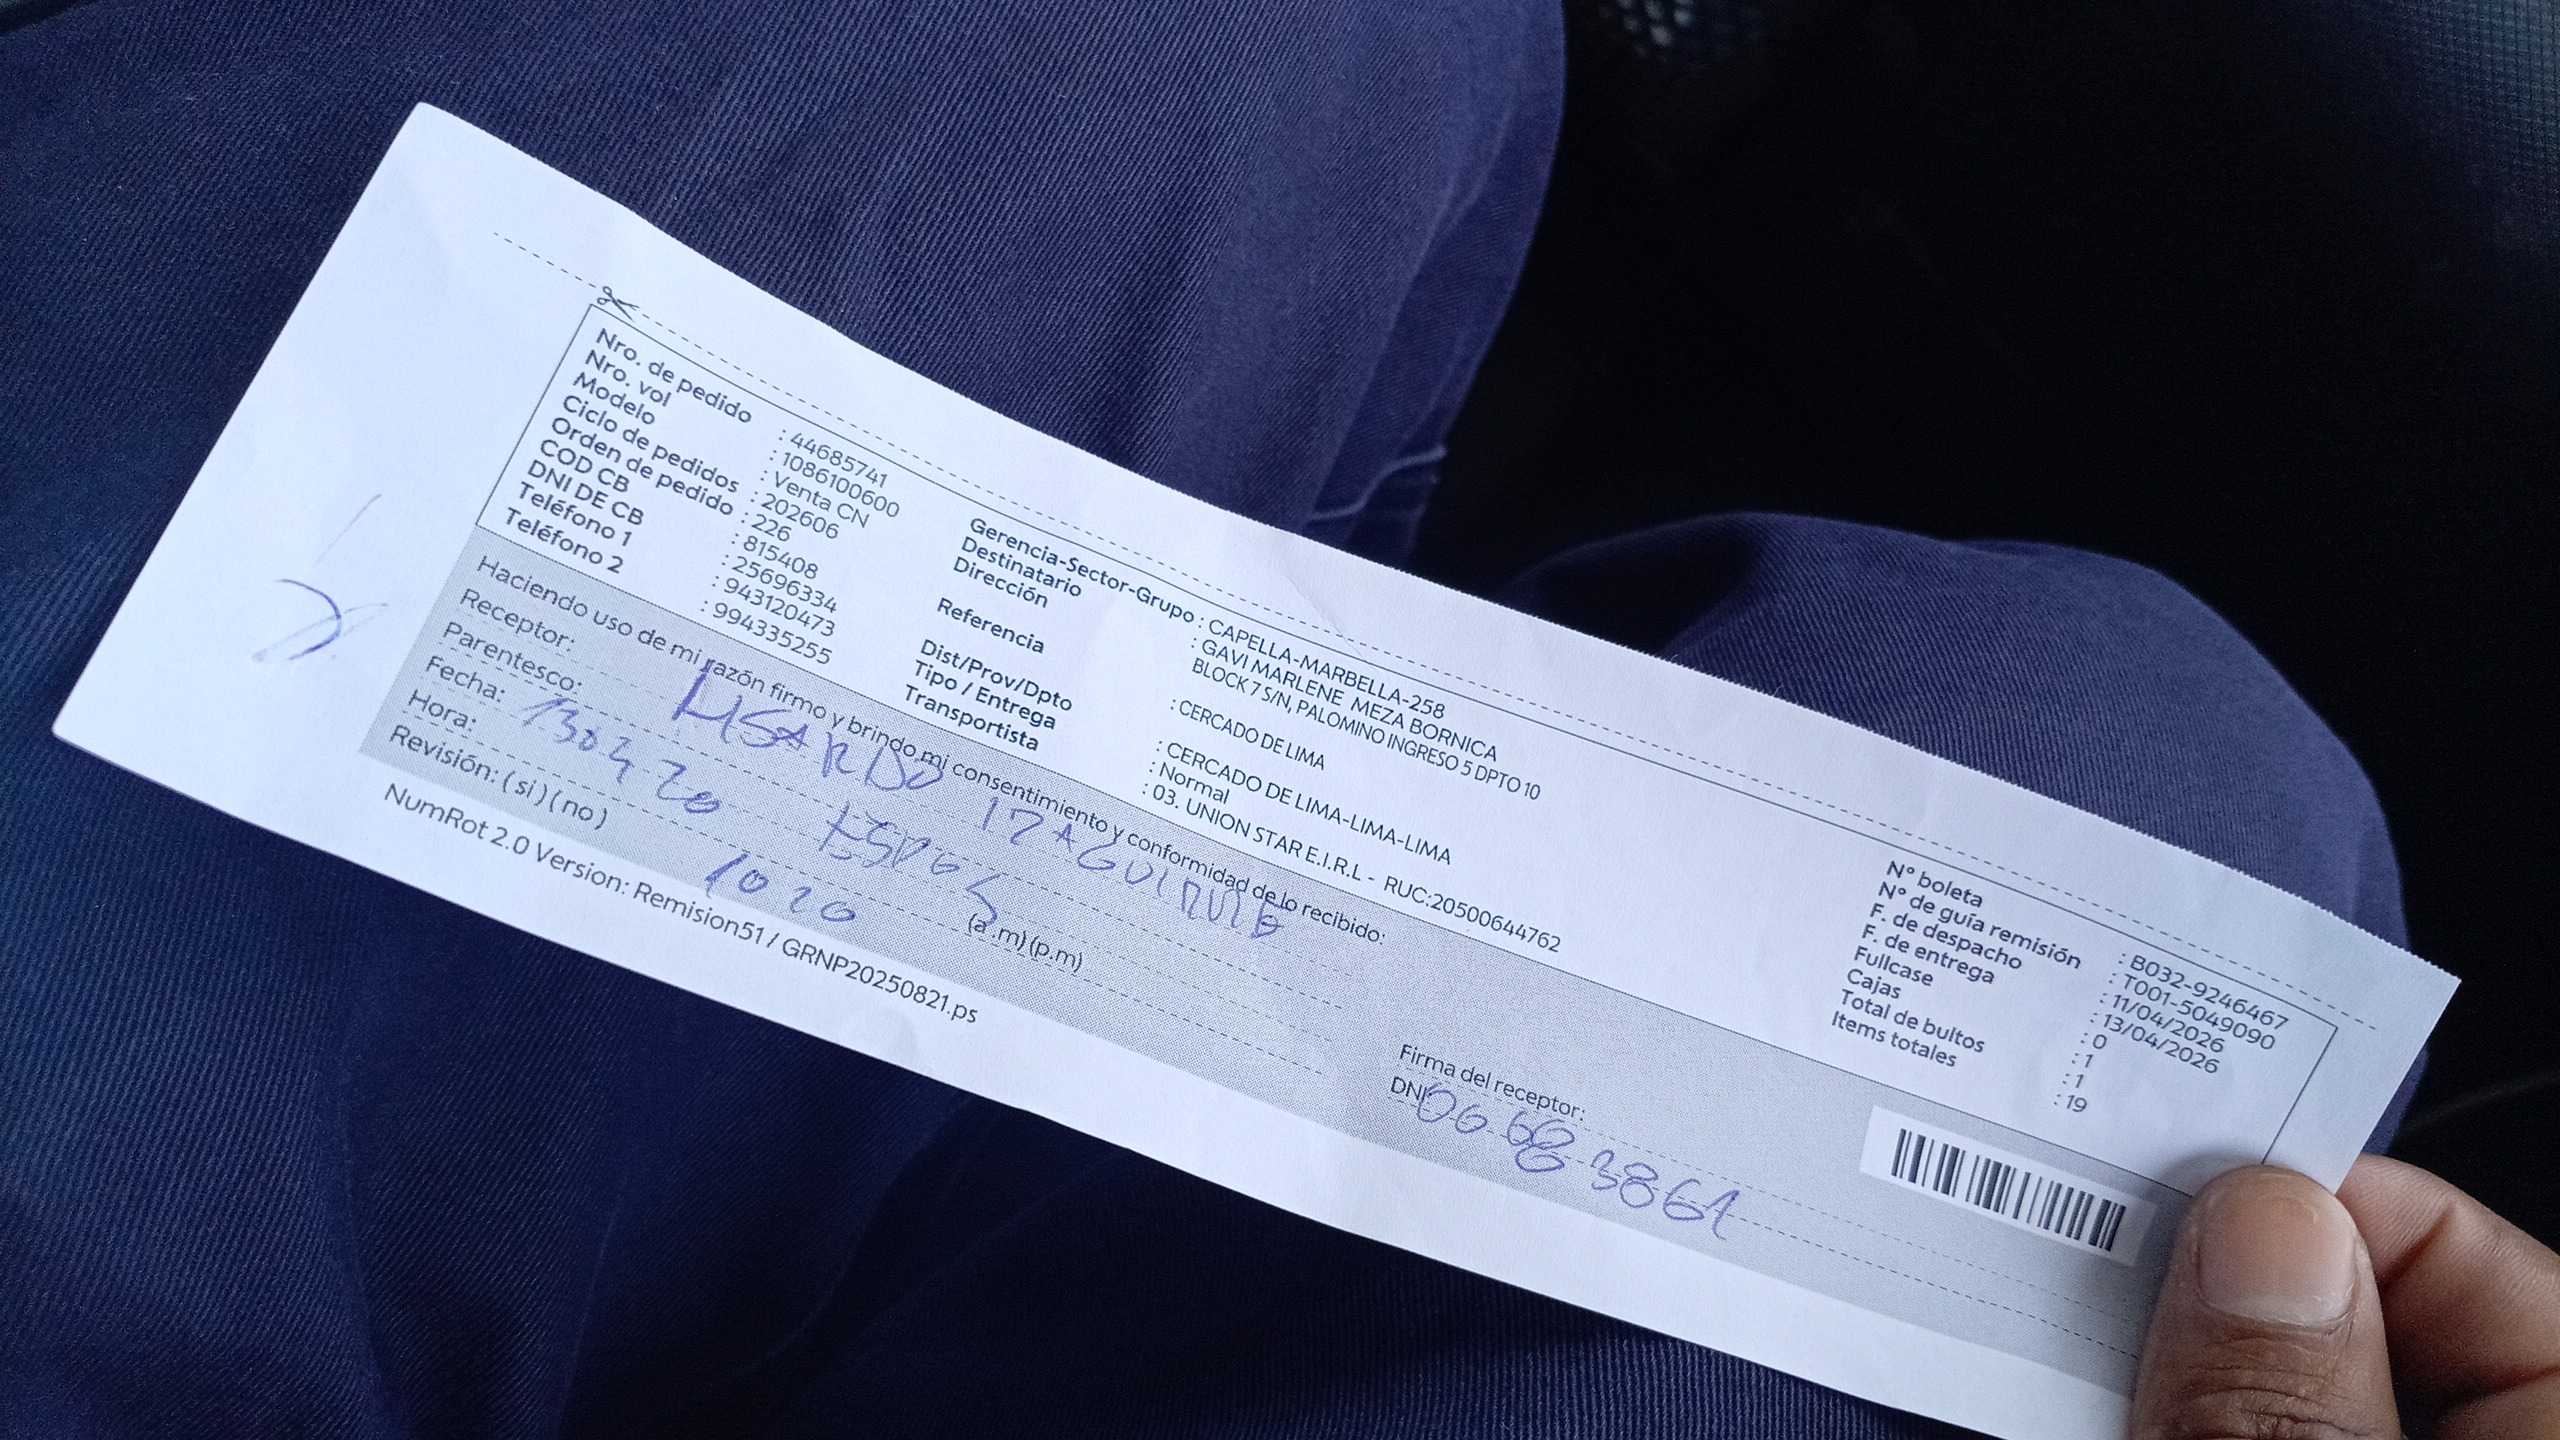 Nro. de pedido : 44685741
Nro. vol : 1086100600
Modelo : Venta CN
Ciclo de pedidos : 202606
Orden de pedido : 226
COD CB : 815408
DNI DE CB : 25696334
Teléfono 1 : 943120473
Teléfono 2 : 994335255
Gerencia-Sector-Grupo : CAPELLA-MARBELLA-258
Destinatario : GAVI MARLENE MEZA BORNICA
Dirección BLOCK 7 S/N, PALOMINO INGRESO 5 DPTO 10
Referencia : CERCADO DE LIMA
Dist/Prov/Dpto : CERCADO DE LIMA-LIMA-LIMA
Tipo / Entrega : Normal
Transportista : 03. UNION STAR E.I.R.L - RUC:20500644762
N° boleta : B032-9246467
N° de guía remisión : T001-5049090
F. de despacho : 11/04/2026
F. de entrega : 13/04/2026
Fullcase : 0
Cajas : 1
Total de bultos : 1
Items totales : 19
Haciendo uso de mi razón firmo y brindo mi consentimiento y conformidad de lo recibido:
Receptor:
Parentesco:
Fecha:
Hora: 10 20 (a .m) (p.m)
Revisión: ( si ) ( no )
Firma del receptor:
DNI
NumRot 2.0 Version: Remision51 / GRNP20250821.ps